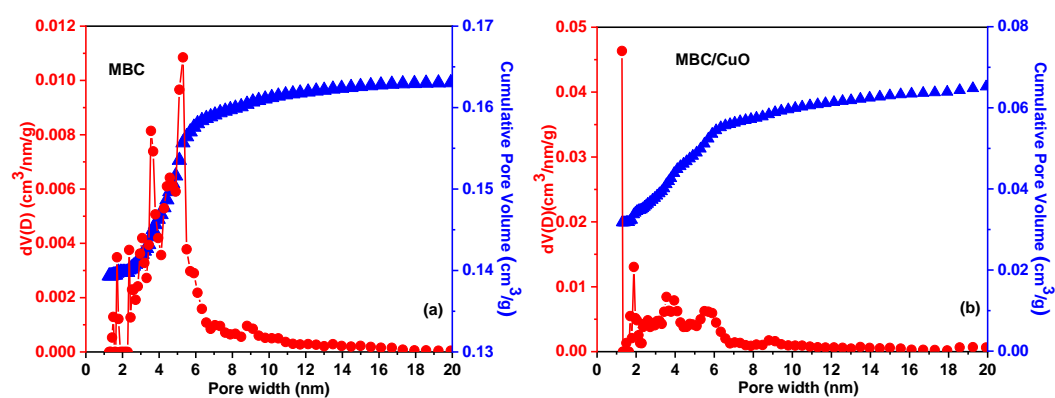 0.012
0.010
0.008
0.006
0.004
0.002
0.000
dV(D) (cm³/nm/g)
0 2 4 6 8 10 12 14 16 18 20
Pore width (nm)
MBC
(a)
0.17
0.16
0.15
0.14
0.13
Cumulative Pore Volume (cm³/g)
0.05
0.04
0.03
0.02
0.01
0.00
dV(D)(cm³/nm/g)
0 2 4 6 8 10 12 14 16 18 20
Pore width (nm)
MBC/CuO
(b)
0.08
0.06
0.04
0.02
0.00
Cumulative Pore Volume (cm³/g)